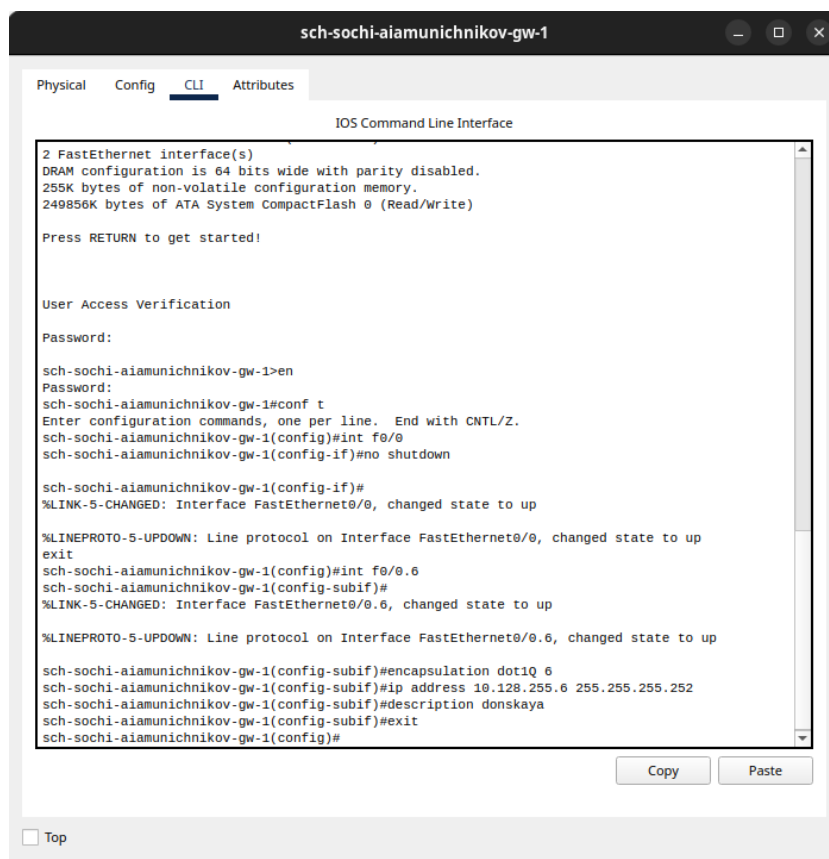 sch-sochi-aiamunichnikov-gw-1
Physical Config CLI Attributes
IOS Command Line Interface
2 FastEthernet interface(s)
DRAM configuration is 64 bits wide with parity disabled.
255K bytes of non-volatile configuration memory.
249856K bytes of ATA System CompactFlash 0 (Read/Write)
Press RETURN to get started!
User Access Verification
Password:
sch-sochi-aiamunichnikov-gw-1>en
Password:
sch-sochi-aiamunichnikov-gw-1#conf t
Enter configuration commands, one per line.  End with CNTL/Z.
sch-sochi-aiamunichnikov-gw-1(config)#int f0/0
sch-sochi-aiamunichnikov-gw-1(config-if)#no shutdown
sch-sochi-aiamunichnikov-gw-1(config-if)#
%LINK-5-CHANGED: Interface FastEthernet0/0, changed state to up
%LINEPROTO-5-UPDOWN: Line protocol on Interface FastEthernet0/0, changed state to up
exit
sch-sochi-aiamunichnikov-gw-1(config)#int f0/0.6
sch-sochi-aiamunichnikov-gw-1(config-subif)#
%LINK-5-CHANGED: Interface FastEthernet0/0.6, changed state to up
%LINEPROTO-5-UPDOWN: Line protocol on Interface FastEthernet0/0.6, changed state to up
sch-sochi-aiamunichnikov-gw-1(config-subif)#encapsulation dot1Q 6
sch-sochi-aiamunichnikov-gw-1(config-subif)#ip address 10.128.255.6 255.255.255.252
sch-sochi-aiamunichnikov-gw-1(config-subif)#description donskaya
sch-sochi-aiamunichnikov-gw-1(config-subif)#exit
sch-sochi-aiamunichnikov-gw-1(config)#
Copy Paste
Top